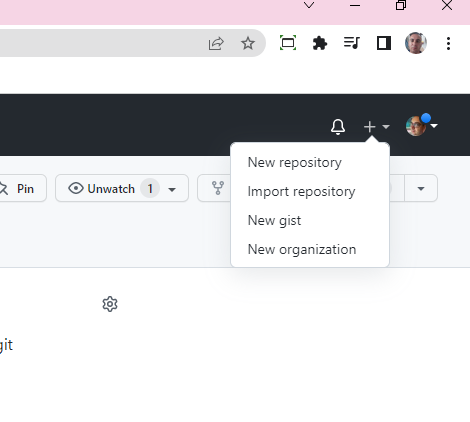 New repository
Import repository
New gist
New organization
Pin
Unwatch 1
git